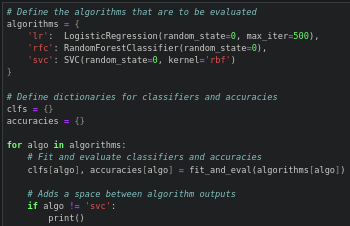 # Define the algorithms that are to be evaluated
algorithms = {
    'lr':  LogisticRegression(random_state=0, max_iter=500),
    'rfc': RandomForestClassifier(random_state=0),
    'svc': SVC(random_state=0, kernel='rbf')
}

# Define dictionaries for classifiers and accuracies
clfs = {}
accuracies = {}

for algo in algorithms:
    # Fit and evaluate classifiers and accuracies
    clfs[algo], accuracies[algo] = fit_and_eval(algorithms[algo])

    # Adds a space between algorithm outputs
    if algo != 'svc':
        print()